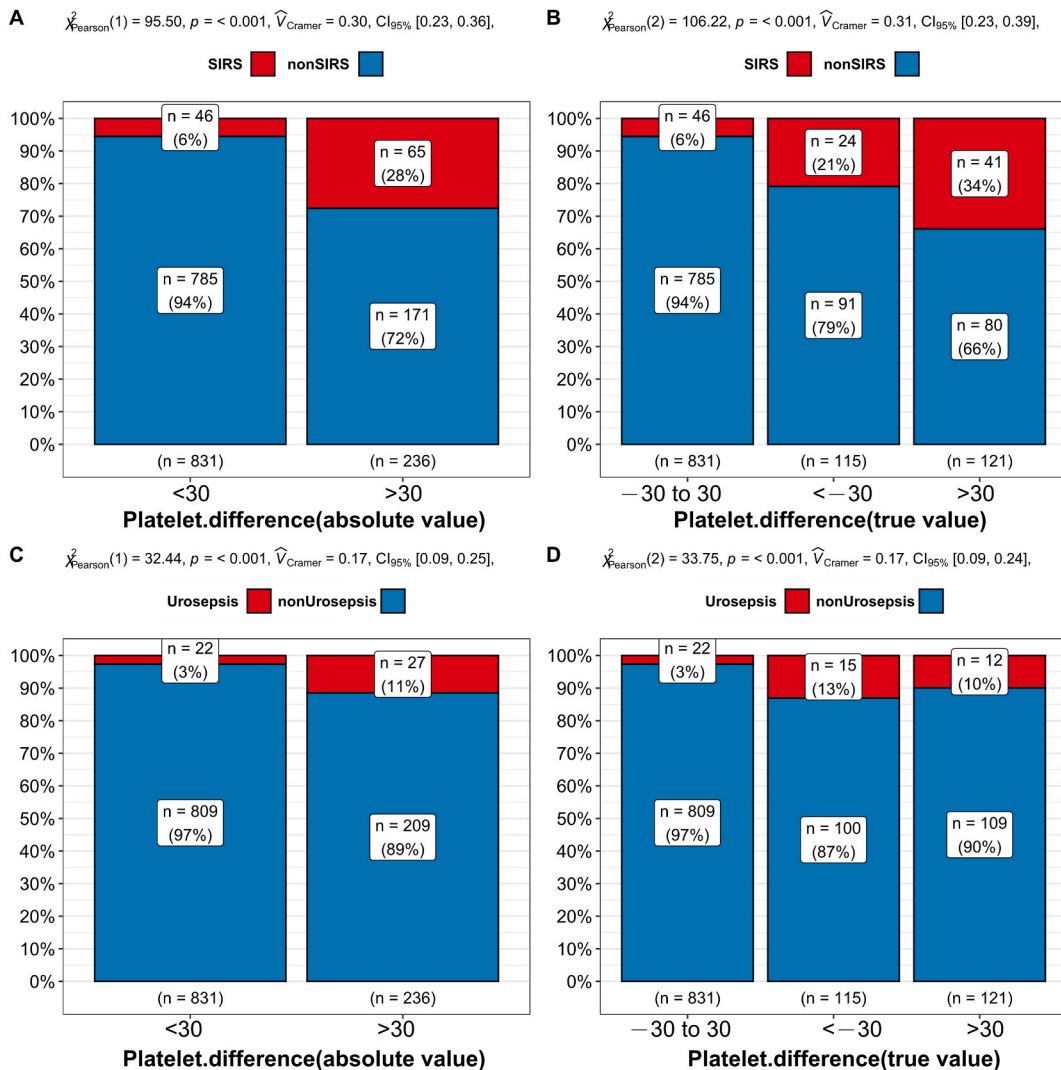 A
χ²Pearson(1) = 95.50, p = < 0.001, V̂Cramer = 0.30, CI95% [0.23, 0.36],
SIRS nonSIRS
100%
90%
80%
70%
60%
50%
40%
30%
20%
10%
0%
n = 46
(6%)
n = 65
(28%)
n = 785
(94%)
n = 171
(72%)
(n = 831) (n = 236)
<30 >30
Platelet.difference(absolute value)
B
χ²Pearson(2) = 106.22, p = < 0.001, V̂Cramer = 0.31, CI95% [0.23, 0.39],
SIRS nonSIRS
100%
90%
80%
70%
60%
50%
40%
30%
20%
10%
0%
n = 46
(6%)
n = 24
(21%)
n = 41
(34%)
n = 785
(94%)
n = 91
(79%)
n = 80
(66%)
(n = 831) (n = 115) (n = 121)
−30 to 30 <−30 >30
Platelet.difference(true value)
C
χ²Pearson(1) = 32.44, p = < 0.001, V̂Cramer = 0.17, CI95% [0.09, 0.25],
Urosepsis nonUrosepsis
100%
90%
80%
70%
60%
50%
40%
30%
20%
10%
0%
n = 22
(3%)
n = 27
(11%)
n = 809
(97%)
n = 209
(89%)
(n = 831) (n = 236)
<30 >30
Platelet.difference(absolute value)
D
χ²Pearson(2) = 33.75, p = < 0.001, V̂Cramer = 0.17, CI95% [0.09, 0.24],
Urosepsis nonUrosepsis
100%
90%
80%
70%
60%
50%
40%
30%
20%
10%
0%
n = 22
(3%)
n = 15
(13%)
n = 12
(10%)
n = 809
(97%)
n = 100
(87%)
n = 109
(90%)
(n = 831) (n = 115) (n = 121)
−30 to 30 <−30 >30
Platelet.difference(true value)